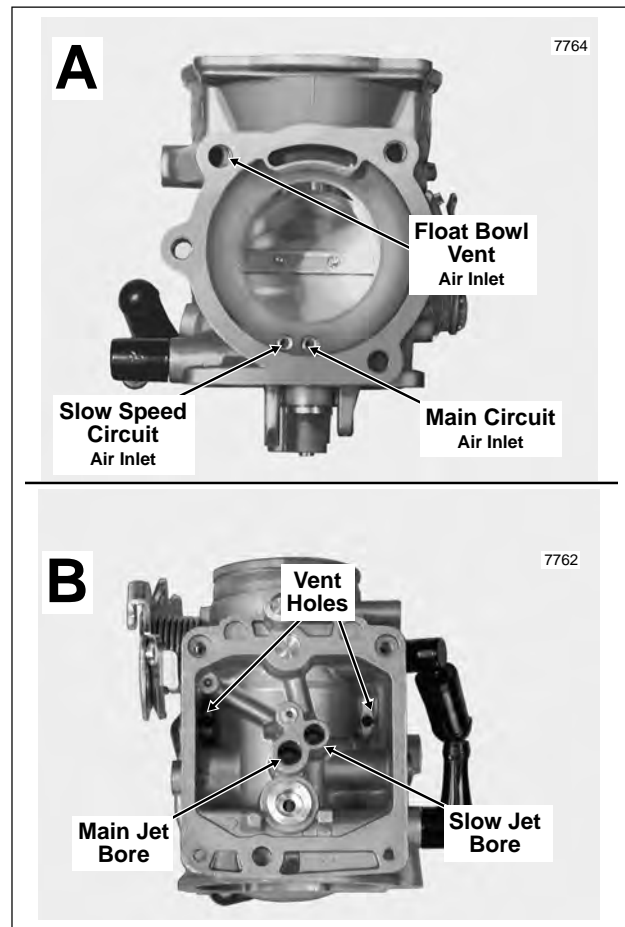 A
7764
Float Bowl
Vent
Air Inlet
Slow Speed
Circuit
Air Inlet
Main Circuit
Air Inlet
B
7762
Vent
Holes
Main Jet
Bore
Slow Jet
Bore